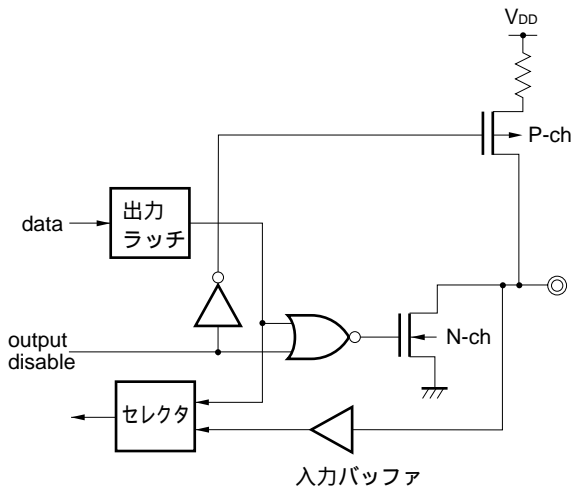 VDD
P-ch
data
出力
ラッチ
output
disable
N-ch
セレクタ
入力バッファ